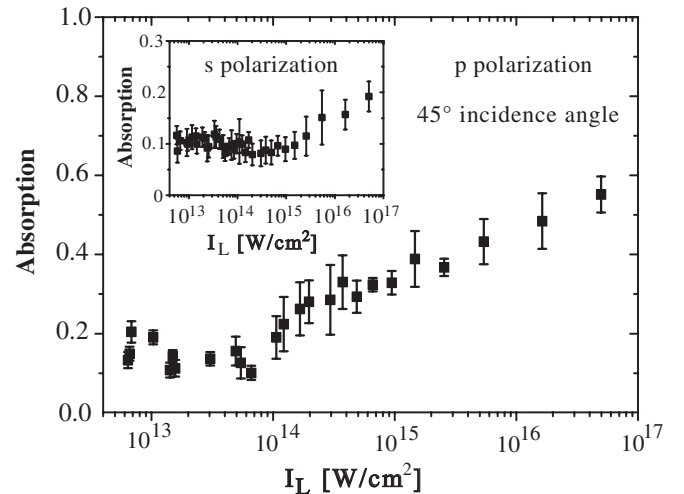 1.0
0.8
0.6
0.4
0.2
0.0
Absorption
10^13
10^14
10^15
10^16
10^17
I_L [W/cm^2]
p polarization
45° incidence angle
0.3
0.2
0.1
0
Absorption
s polarization
10^13
10^14
10^15
10^16
10^17
I_L [W/cm^2]